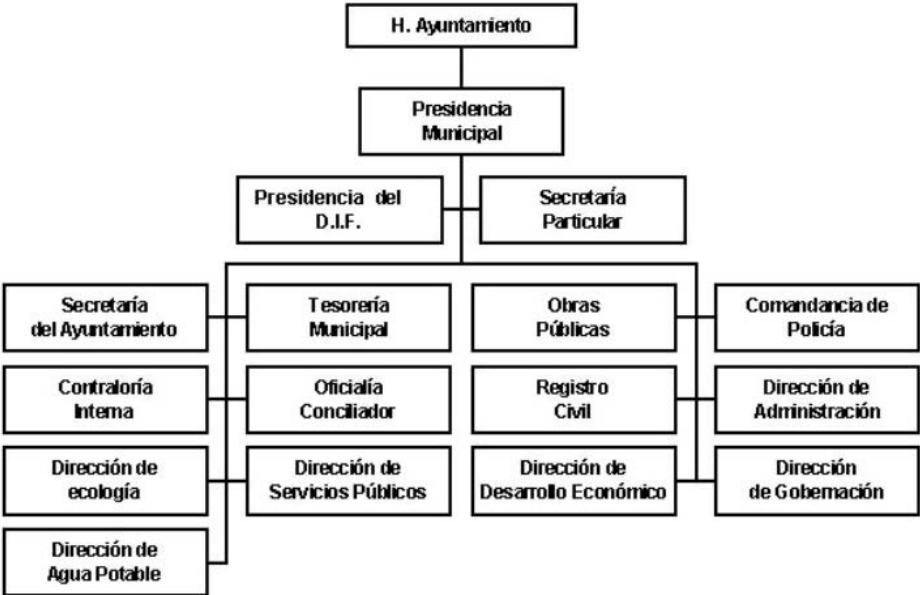 H. Ayuntamiento
Presidencia
Municipal
Presidencia del
D.I.F.
Secretaría
Particular
Secretaría
del Ayuntamiento
Tesorería
Municipal
Obras
Públicas
Comandancia de
Policía
Contraloría
Interna
Oficialía
Conciliador
Registro
Civil
Dirección de
Administración
Dirección de
ecología
Dirección de
Servicios Públicos
Dirección de
Desarrollo Económico
Dirección
de Gobernación
Dirección de
Agua Potable